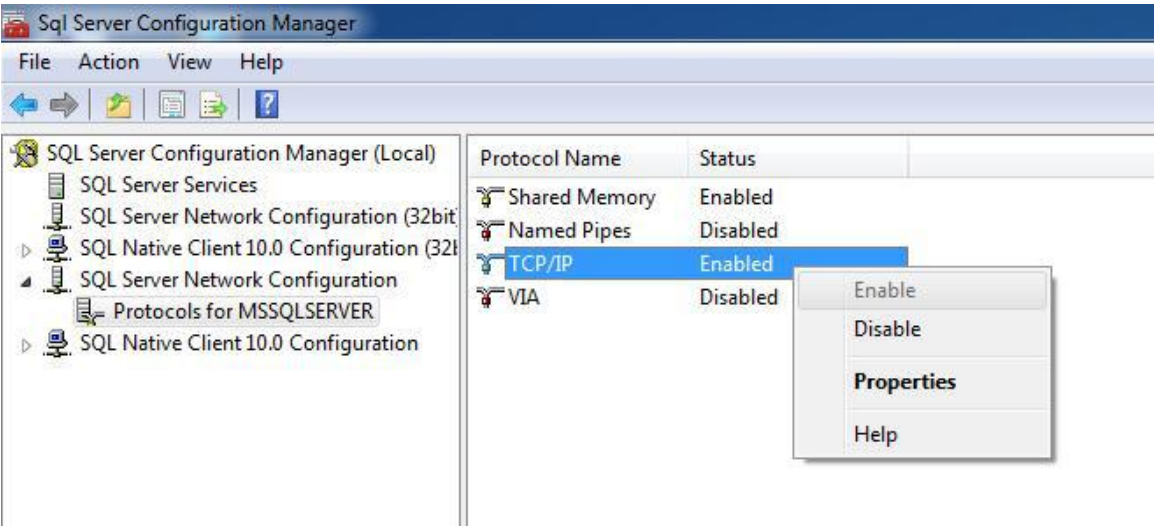 Sql Server Configuration Manager
File Action View Help
SQL Server Configuration Manager (Local)
SQL Server Services
SQL Server Network Configuration (32bit
SQL Native Client 10.0 Configuration (32b
SQL Server Network Configuration
Protocols for MSSQLSERVER
SQL Native Client 10.0 Configuration
Protocol Name Status
Shared Memory Enabled
Named Pipes Disabled
TCP/IP Enabled
VIA Disabled
Enable
Disable
Properties
Help